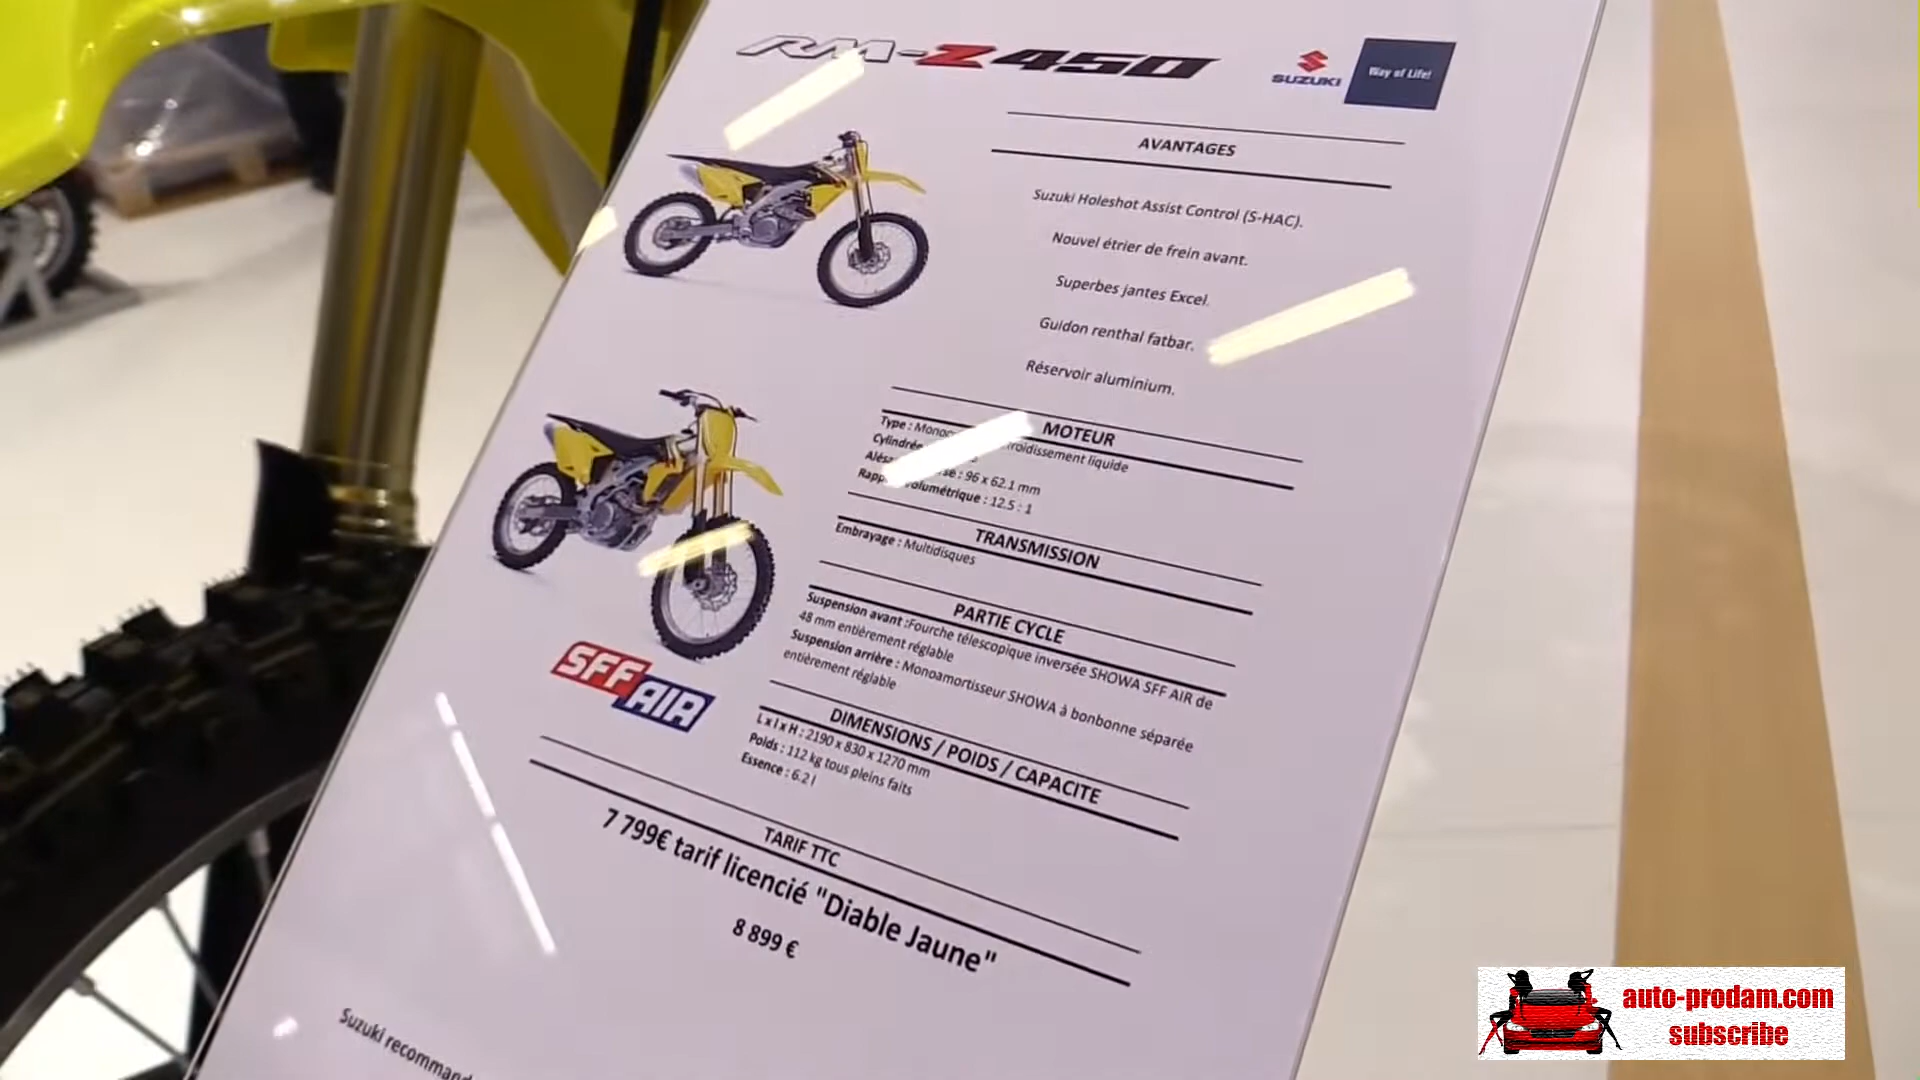 RM-Z450
SUZUKI
Way of Life!
AVANTAGES
Suzuki Holeshot Assist Control (S-HAC).
Nouvel étrier de frein avant.
Superbes jantes Excel.
Guidon renthal fatbar.
Réservoir aluminium.
MOTEUR
Type : liquide
Cylindrée
: 96 x 62.1 mm
: 12.5 : 1
TRANSMISSION
Embrayage : Multidisques
PARTIE CYCLE
Suspension avant :Fourche télescopique inversée SHOWA SFF AIR de
48 mm entièrement réglable
Suspension arrière : Monoamortisseur SHOWA à bonbonne séparée
entièrement réglable
SFF
AIR
DIMENSIONS / POIDS / CAPACITE
L x l x H : 2190 x 830 x 1270 mm
Poids : 112 kg tous pleins faits
Essence : 6.2 l
TARIF TTC
7 799€ tarif licencié "Diable Jaune"
8 899 €
Suzuki recommand
auto-prodam.com
subscribe